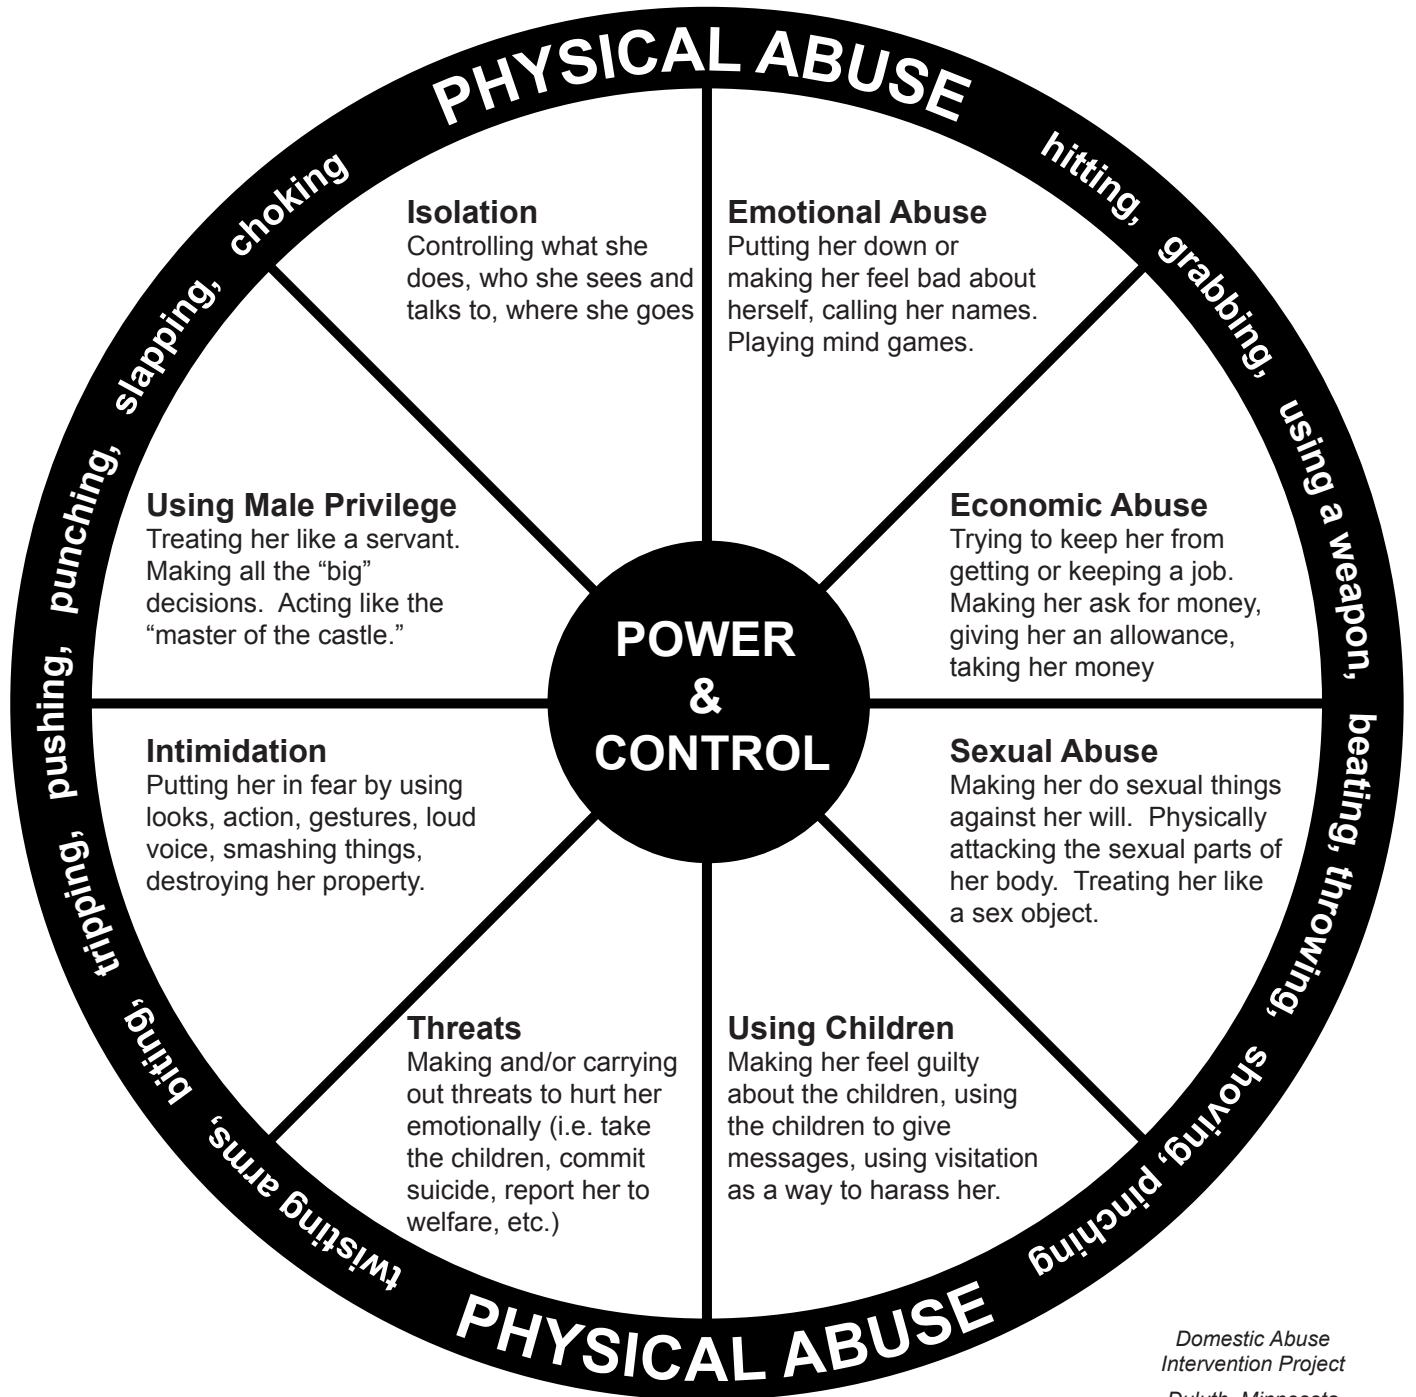 PHYSICAL ABUSE
hitting, grabbing, using a weapon, beating, throwing, shoving, pinching
Isolation
Controlling what she
does, who she sees and
talks to, where she goes
Emotional Abuse
Putting her down or
making her feel bad about
herself, calling her names.
Playing mind games.
Using Male Privilege
Treating her like a servant.
Making all the “big”
decisions.  Acting like the
“master of the castle.”
Economic Abuse
Trying to keep her from
getting or keeping a job.
Making her ask for money,
giving her an allowance,
taking her money
POWER
&
CONTROL
Intimidation
Putting her in fear by using
looks, action, gestures, loud
voice, smashing things,
destroying her property.
Sexual Abuse
Making her do sexual things
against her will.  Physically
attacking the sexual parts of
her body.  Treating her like
a sex object.
Threats
Making and/or carrying
out threats to hurt her
emotionally (i.e. take
the children, commit
suicide, report her to
welfare, etc.)
Using Children
Making her feel guilty
about the children, using
the children to give
messages, using visitation
as a way to harass her.
twisting arms, biting, tripping, pushing, punching, slapping, choking
PHYSICAL ABUSE
Domestic Abuse
Intervention Project
Duluth, Minnesota